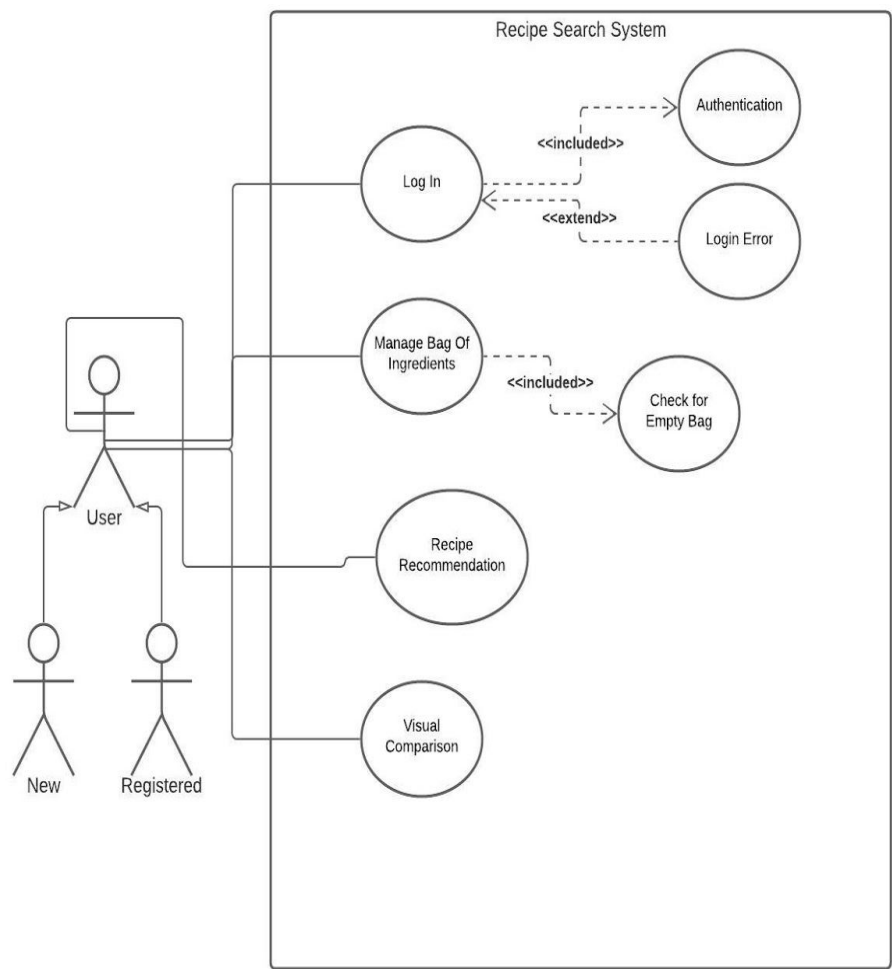 Recipe Search System
Authentication
<<included>>
Log In
<<extend>>
Login Error
Manage Bag Of
Ingredients
<<included>>
Check for
Empty Bag
User
Recipe
Recommendation
Visual
Comparison
New
Registered